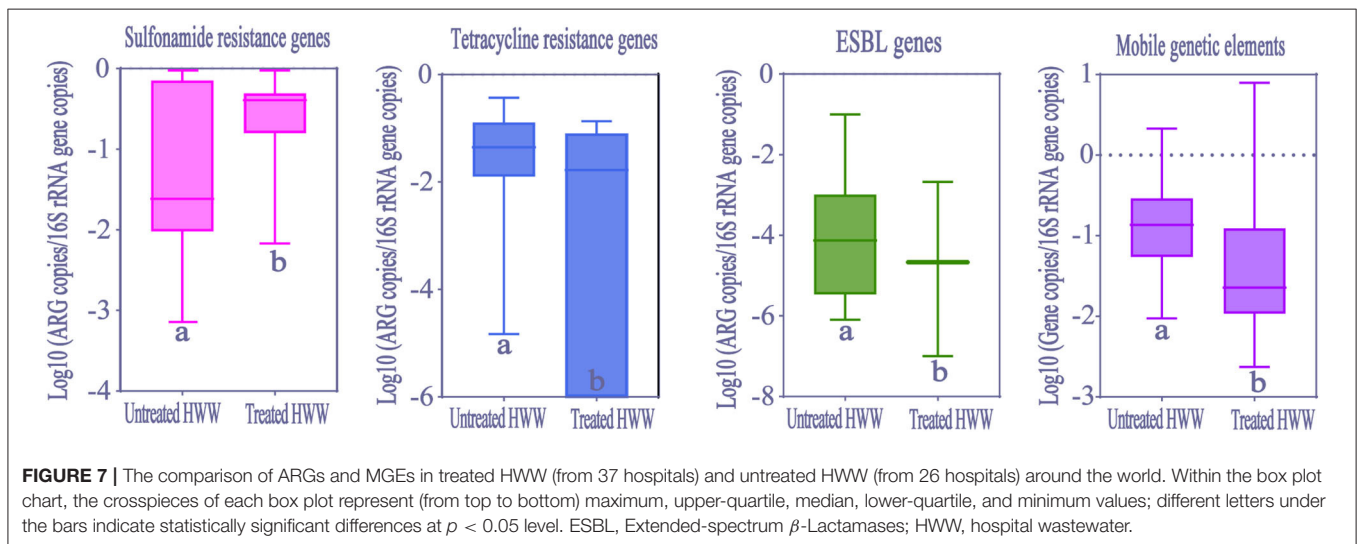 Sulfonamide resistance genes
Log10 (ARG copies/16S rRNA gene copies)
0
-1
-2
-3
-4
a
b
Untreated HWW
Treated HWW
Tetracycline resistance genes
Log10 (ARG copies/16S rRNA gene copies)
0
-2
-4
-6
a
b
Untreated HWW
Treated HWW
ESBL genes
Log10 (ARG copies/16S rRNA gene copies)
0
-2
-4
-6
-8
a
b
Untreated HWW
Treated HWW
Mobile genetic elements
Log10 (Gene copies/16S rRNA gene copies)
1
0
-1
-2
-3
a
b
Untreated HWW
Treated HWW
FIGURE 7 | The comparison of ARGs and MGEs in treated HWW (from 37 hospitals) and untreated HWW (from 26 hospitals) around the world. Within the box plot
chart, the crosspieces of each box plot represent (from top to bottom) maximum, upper-quartile, median, lower-quartile, and minimum values; different letters under
the bars indicate statistically significant differences at p < 0.05 level. ESBL, Extended-spectrum β-Lactamases; HWW, hospital wastewater.